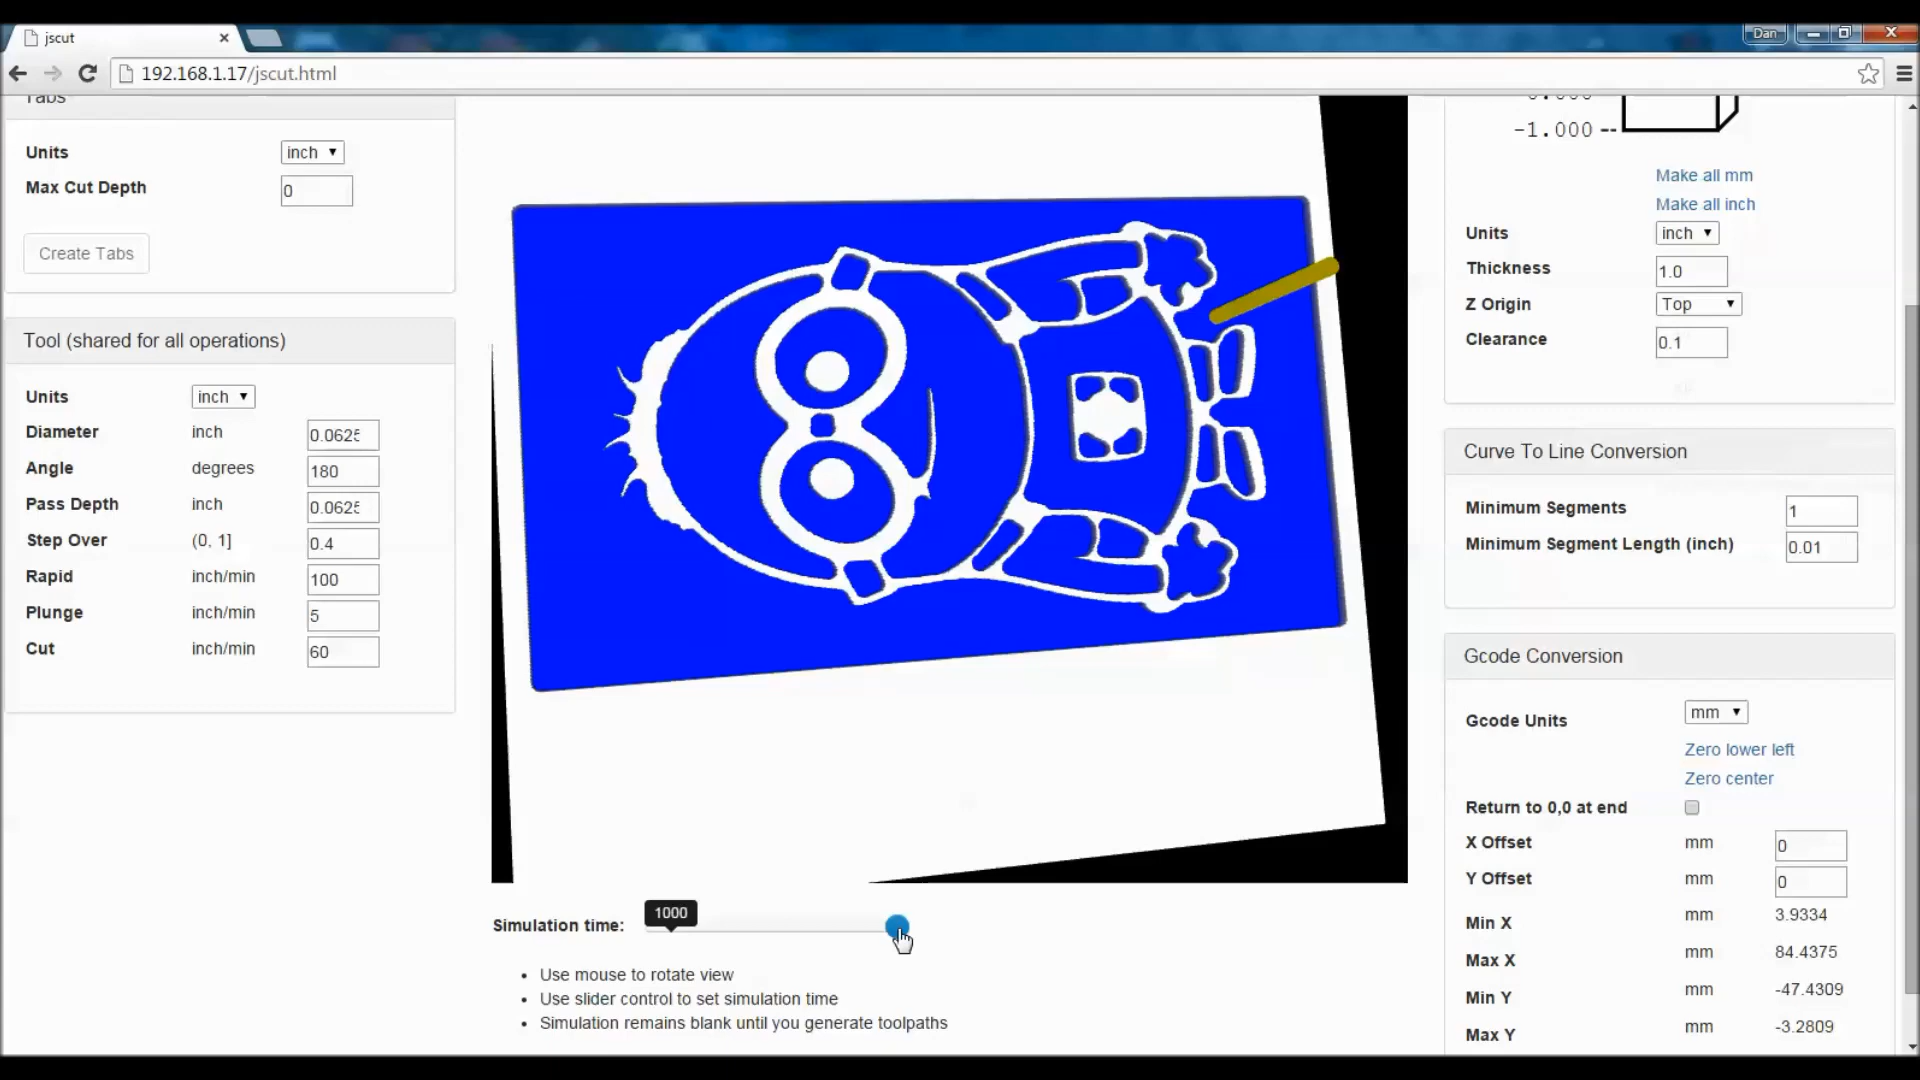 jscut
Dan
192.168.1.17/jscut.html
Tabs
Units inch
Max Cut Depth 0
Create Tabs
Tool (shared for all operations)
Units inch
Diameter inch 0.0625
Angle degrees 180
Pass Depth inch 0.0625
Step Over (0, 1] 0.4
Rapid inch/min 100
Plunge inch/min 5
Cut inch/min 60
Simulation time: 1000
• Use mouse to rotate view
• Use slider control to set simulation time
• Simulation remains blank until you generate toolpaths
-1.000
Make all mm
Make all inch
Units inch
Thickness 1.0
Z Origin Top
Clearance 0.1
Curve To Line Conversion
Minimum Segments 1
Minimum Segment Length (inch) 0.01
Gcode Conversion
Gcode Units mm
Zero lower left
Zero center
Return to 0,0 at end
X Offset mm 0
Y Offset mm 0
Min X mm 3.9334
Max X mm 84.4375
Min Y mm -47.4309
Max Y mm -3.2809